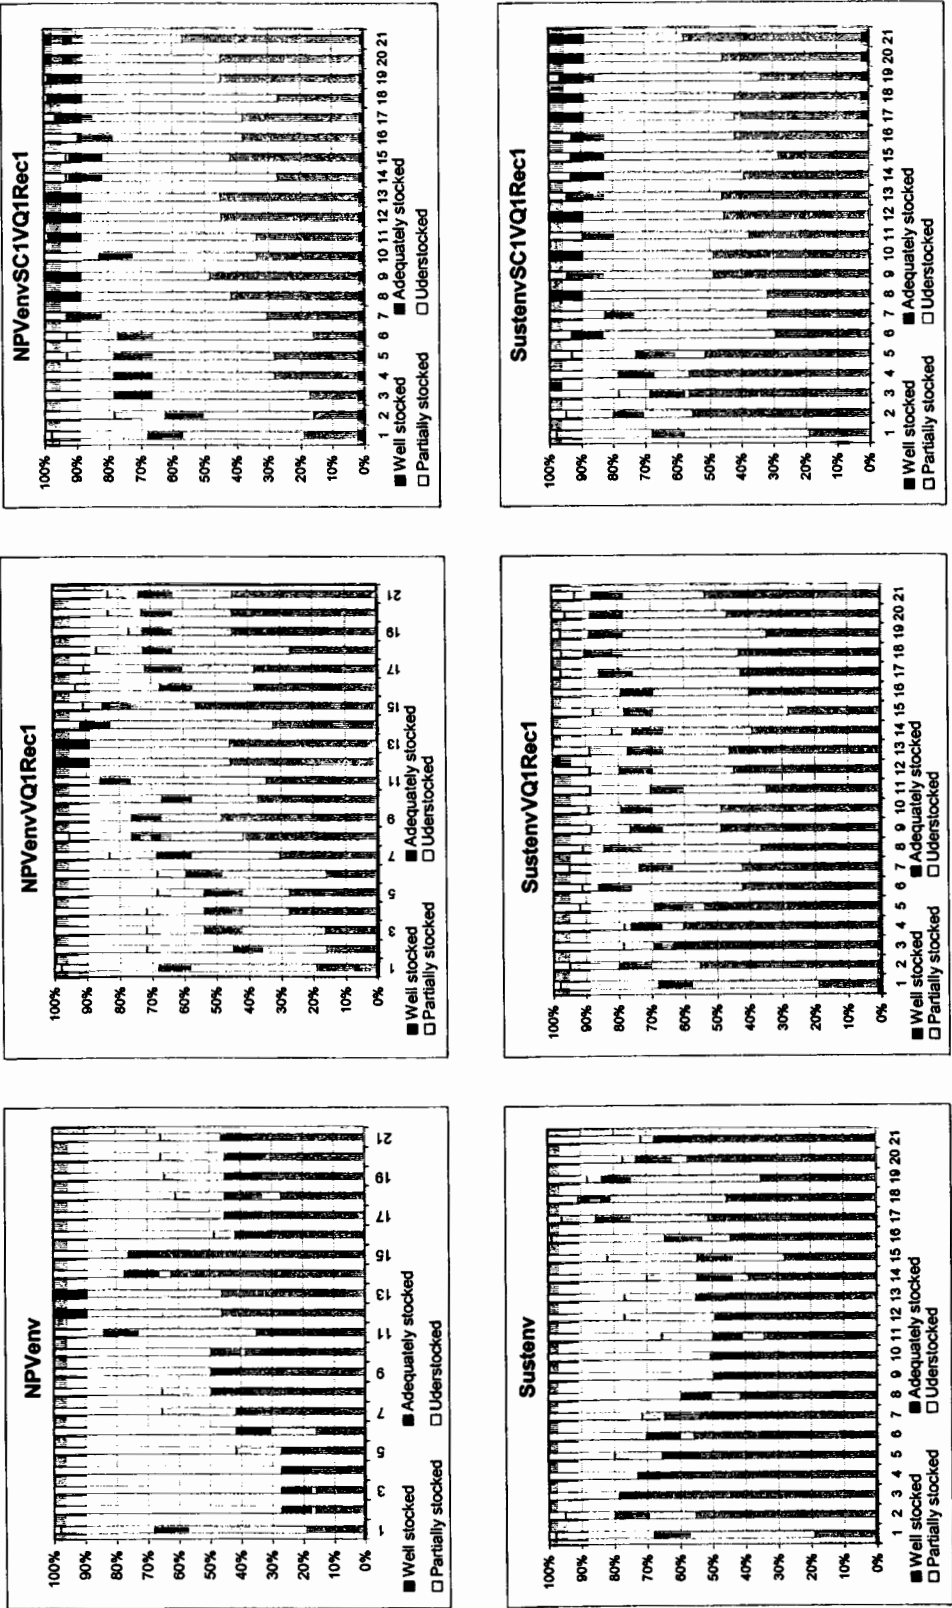 NPVenv
100%
90%
80%
70%
60%
50%
40%
30%
20%
10%
0%
1 3 5 7 9 11 13 15 17 19 21
Well stocked Adequately stocked
Partially stocked Uderstocked
NPVenvVQ1Rec1
100%
90%
80%
70%
60%
50%
40%
30%
20%
10%
0%
1 3 5 7 9 11 13 15 17 19 21
Well stocked Adequately stocked
Partially stocked Uderstocked
NPVenvSC1VQ1Rec1
100%
90%
80%
70%
60%
50%
40%
30%
20%
10%
0%
1 2 3 4 5 6 7 8 9 10 11 12 13 14 15 16 17 18 19 20 21
Well stocked Adequately stocked
Partially stocked Uderstocked
Sustenv
100%
90%
80%
70%
60%
50%
40%
30%
20%
10%
0%
1 2 3 4 5 6 7 8 9 10 11 12 13 14 15 16 17 18 19 20 21
Well stocked Adequately stocked
Partially stocked Uderstocked
SustenvVQ1Rec1
100%
90%
80%
70%
60%
50%
40%
30%
20%
10%
0%
1 2 3 4 5 6 7 8 9 10 11 12 13 14 15 16 17 18 19 20 21
Well stocked Adequately stocked
Partially stocked Uderstocked
SustenvSC1VQ1Rec1
100%
90%
80%
70%
60%
50%
40%
30%
20%
10%
0%
1 2 3 4 5 6 7 8 9 10 11 12 13 14 15 16 17 18 19 20 21
Well stocked Adequately stocked
Partially stocked Uderstocked